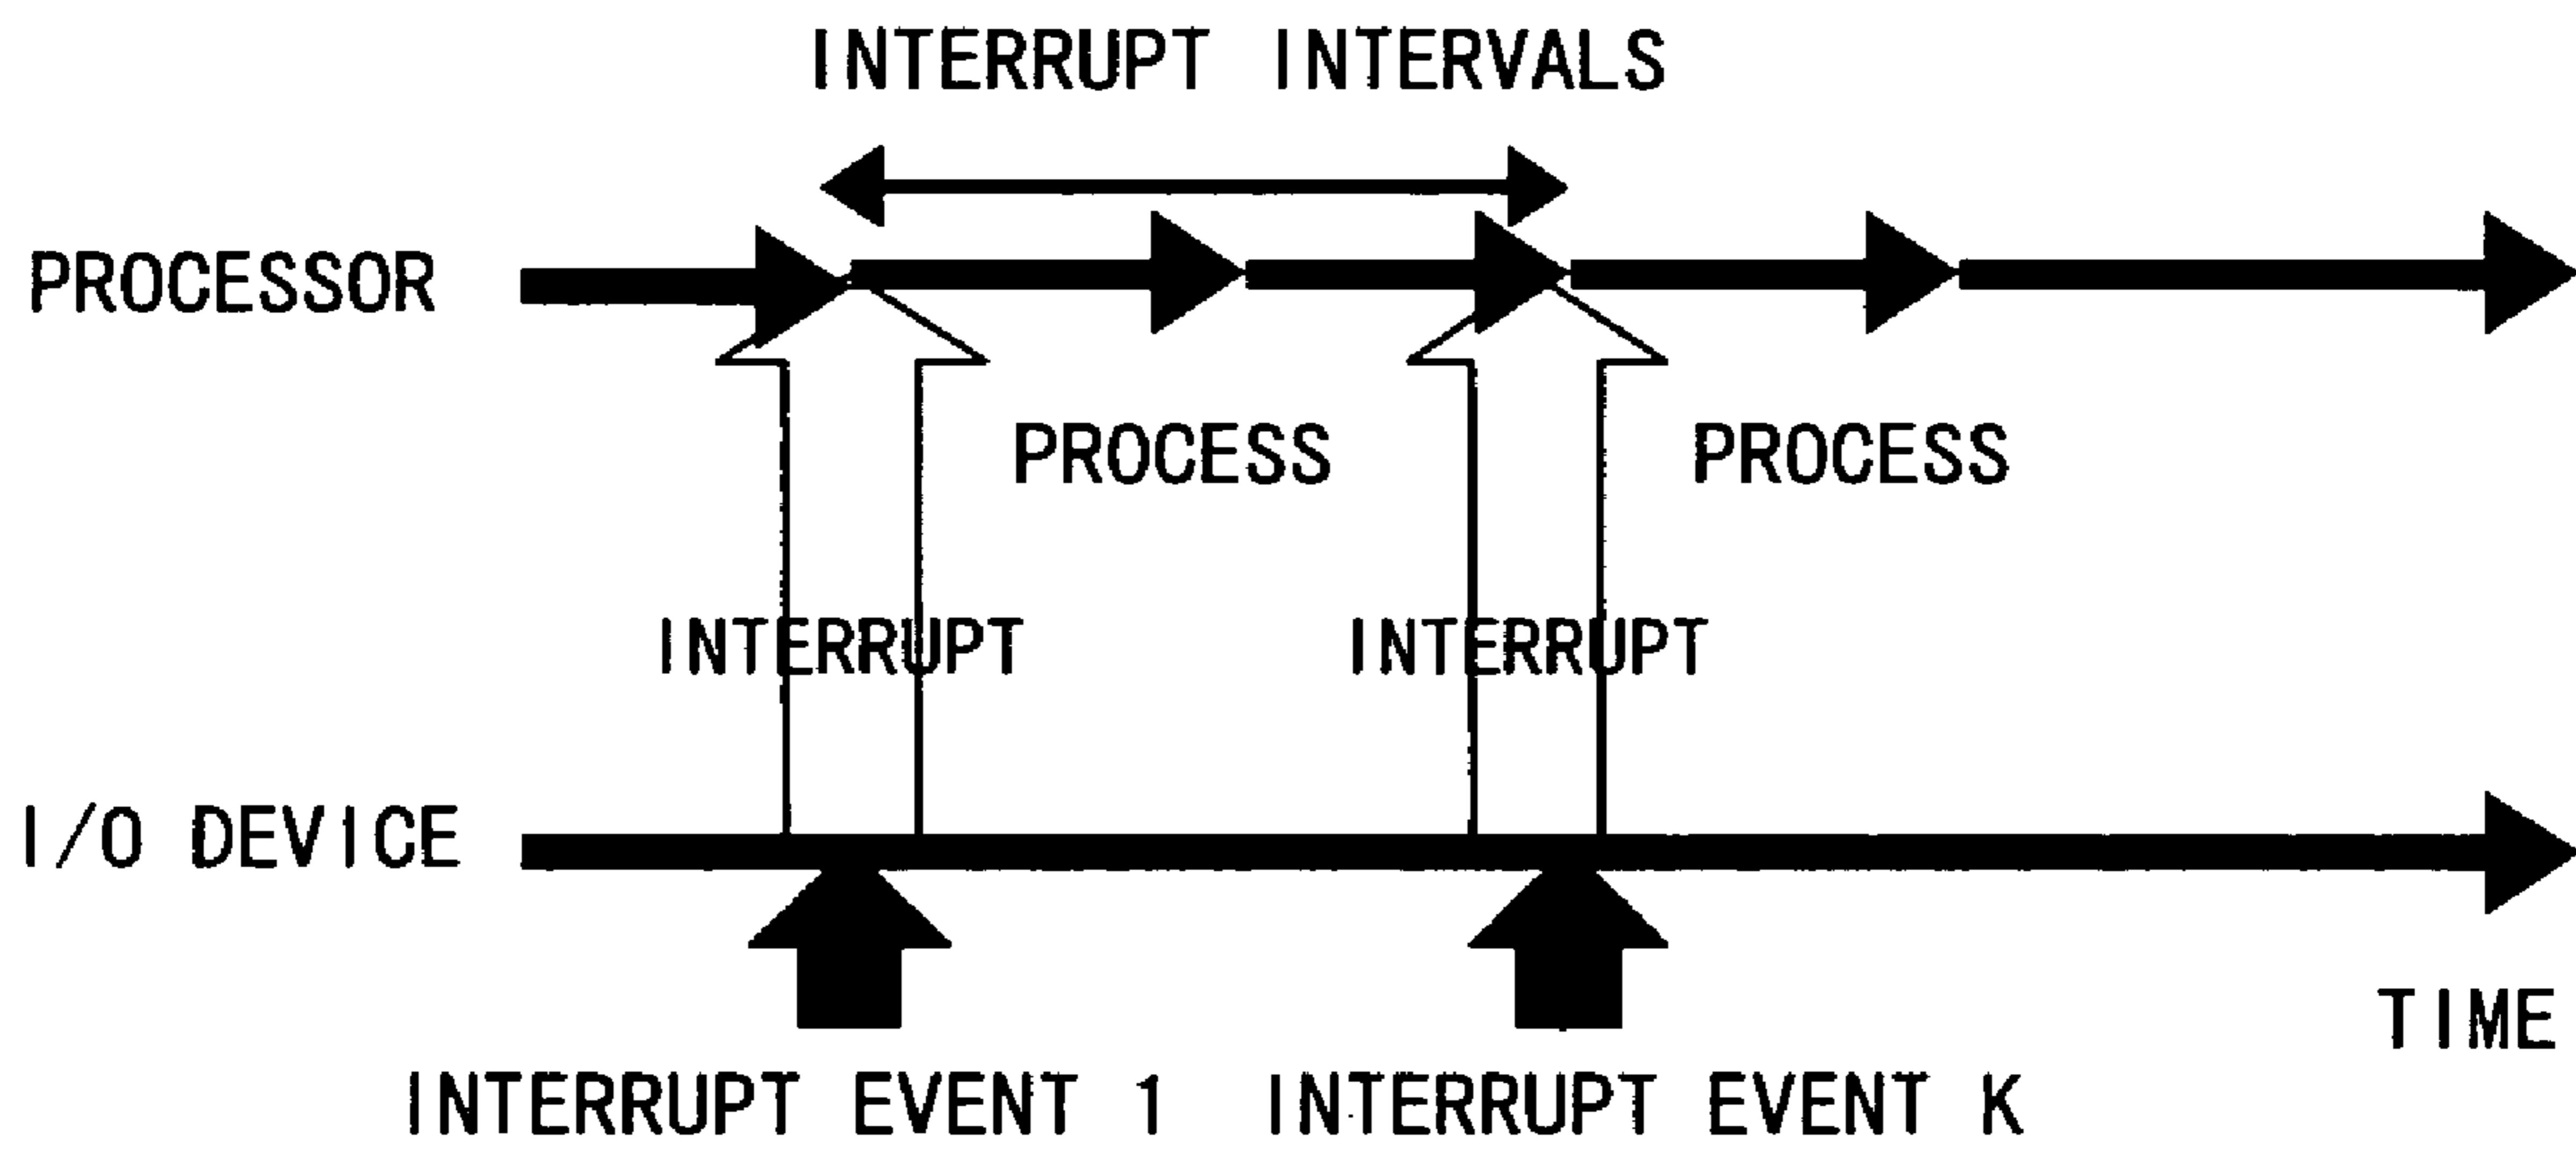 INTERRUPT INTERVALS
PROCESSOR
PROCESS PROCESS
INTERRUPT INTERRUPT
I/O DEVICE
TIME
INTERRUPT EVENT 1 INTERRUPT EVENT K